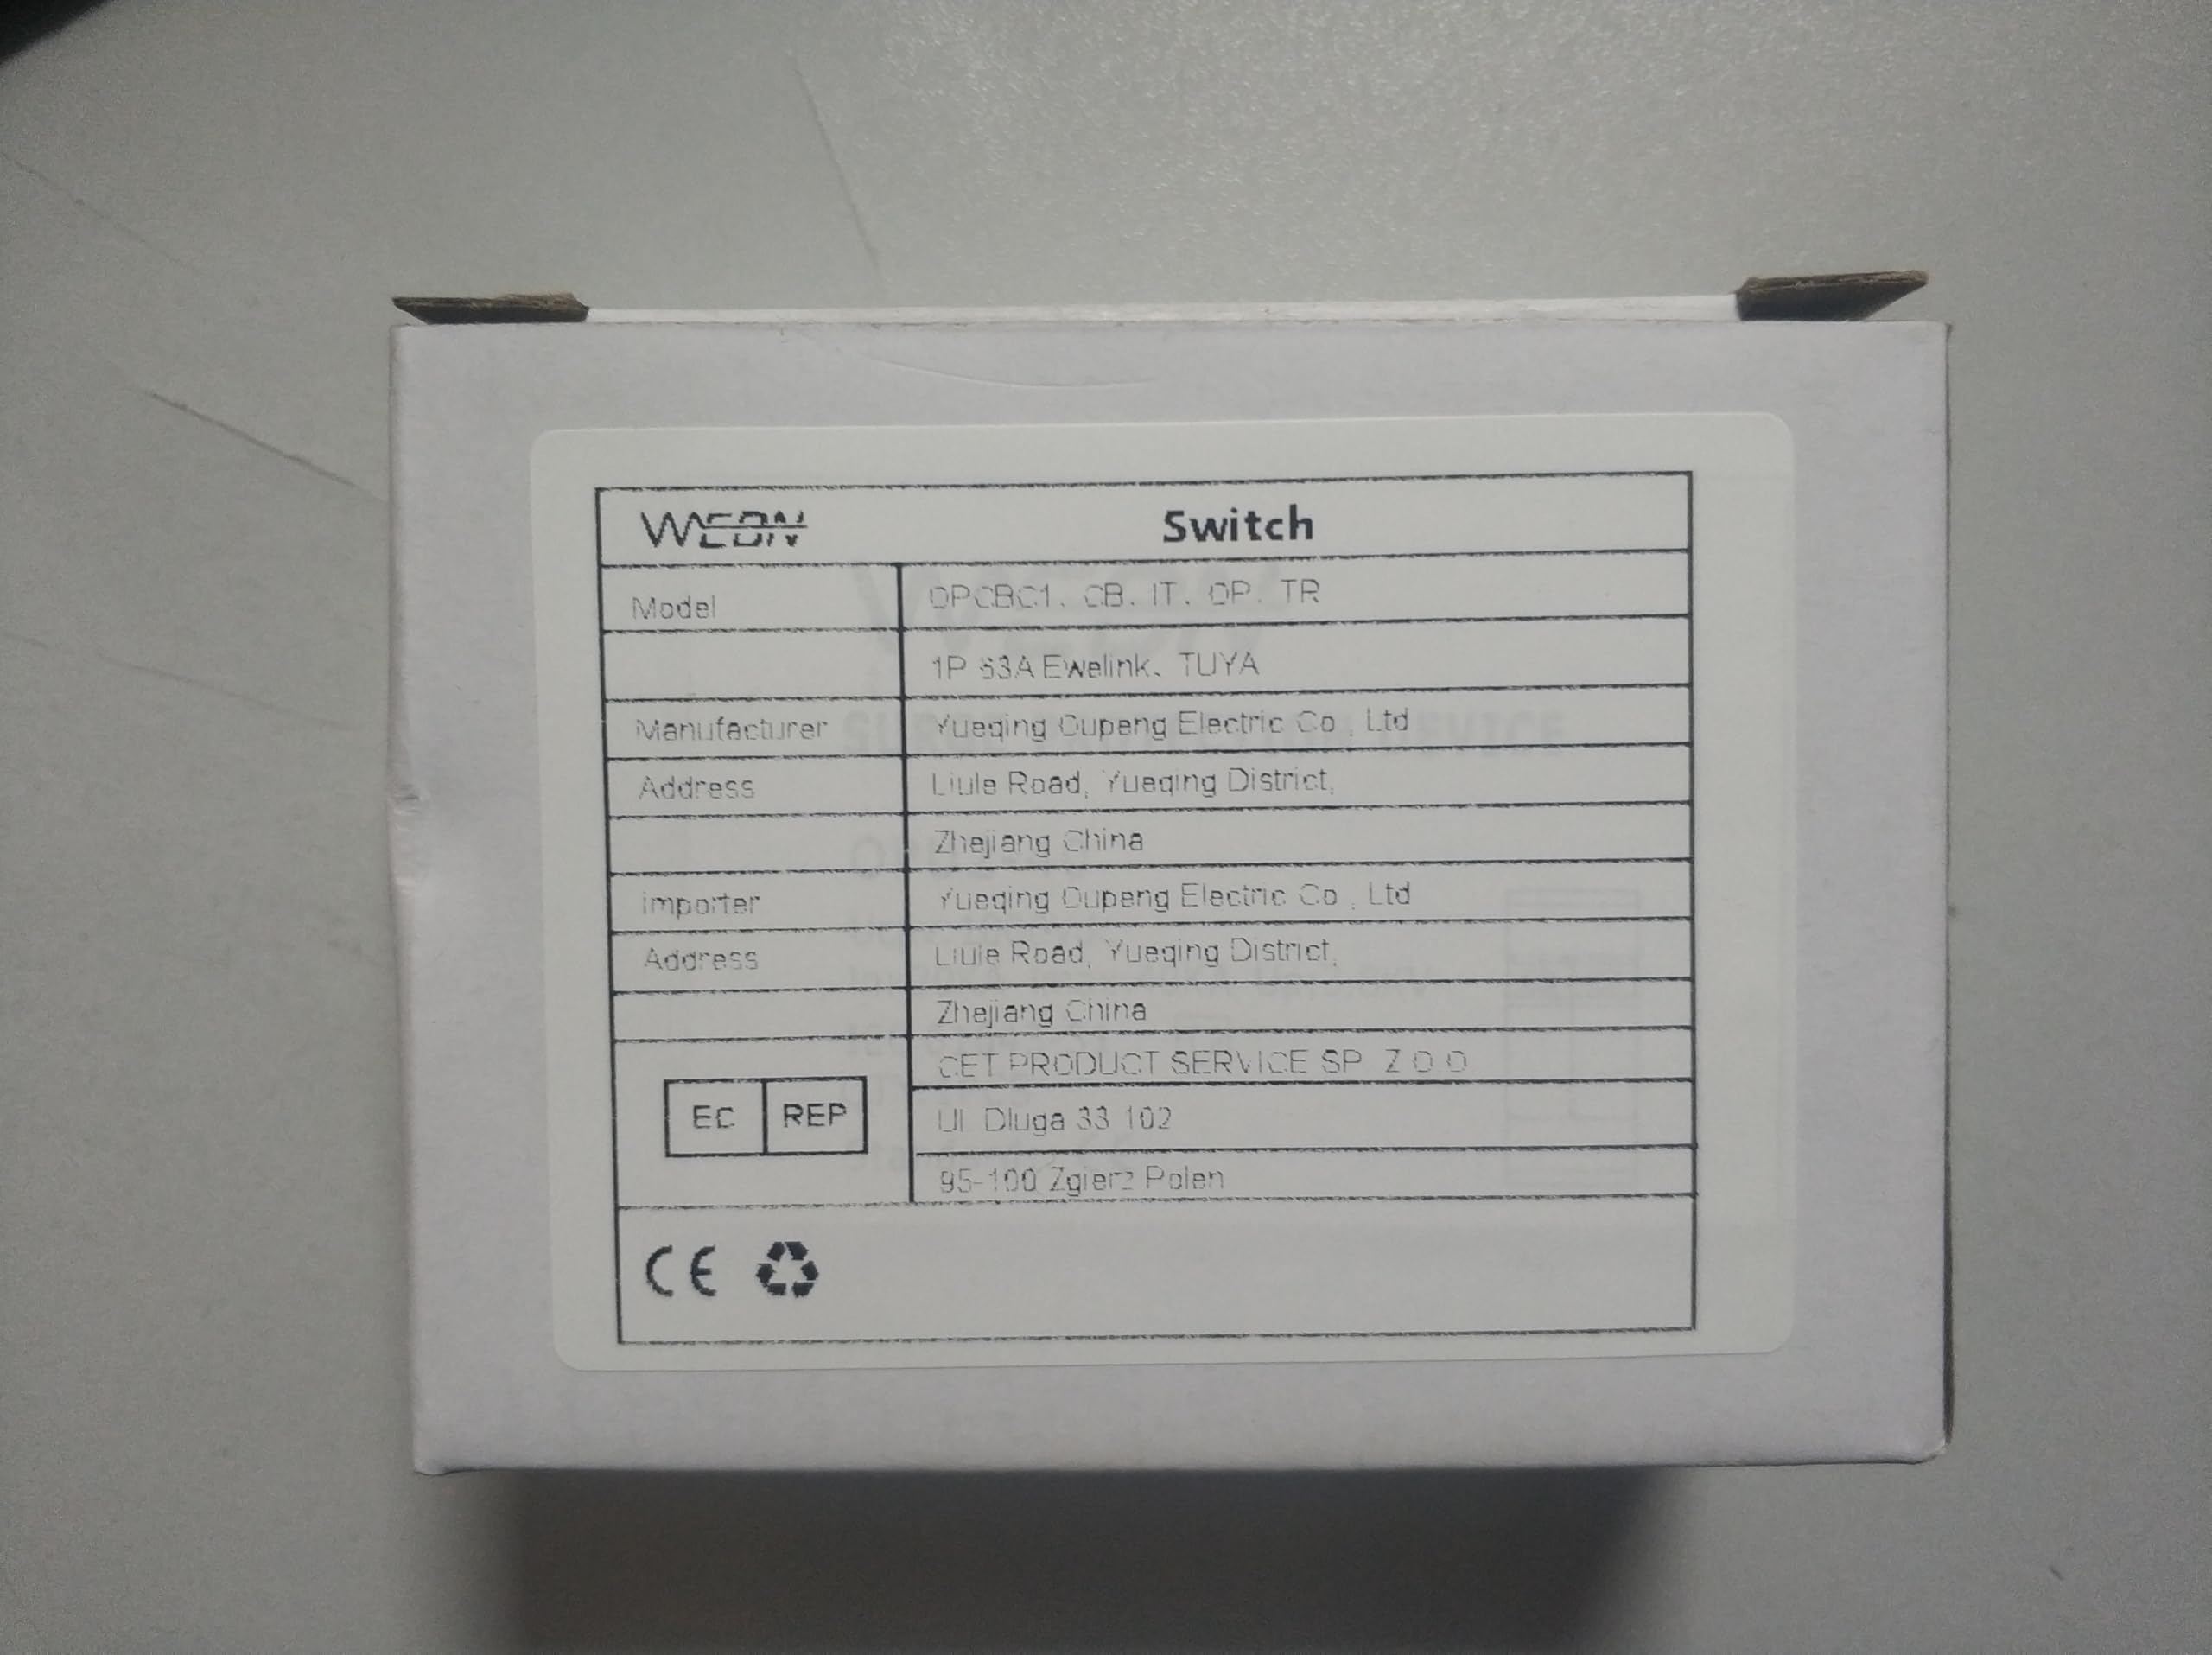 Switch
Model OPCBC1、CB、IT、OP、TR
1P 63A Ewelink、TUYA
Manufacturer Yueqing Oupeng Electric Co., Ltd
Address Liule Road, Yueqing District,
Zhejiang China
Importer Yueqing Oupeng Electric Co., Ltd
Address Liule Road, Yueqing District,
Zhejiang China
CET PRODUCT SERVICE SP. Z O.O.
EC REP Ul. Dluga 33 102
95-100 Zgierz Polen
CE